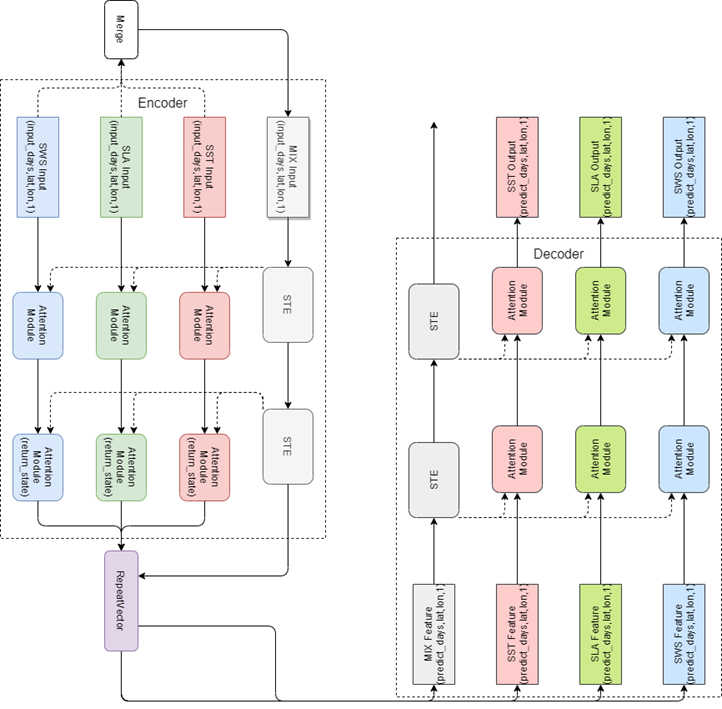 Merge
Encoder
SWS Input
(input_days,lat,lon,1)
SLA Input
(input_days,lat,lon,1)
SST Input
(input_days,lat,lon,1)
MIX Input
(input_days,lat,lon,1)
Attention
Module
Attention
Module
Attention
Module
STE
Attention
Module
(return_state)
Attention
Module
(return_state)
Attention
Module
(return_state)
STE
RepeatVector
SST Output
(predict_days,lat,lon,1)
SLA Output
(predict_days,lat,lon,1)
SWS Output
(predict_days,lat,lon,1)
Decoder
STE
Attention
Module
Attention
Module
Attention
Module
STE
Attention
Module
Attention
Module
Attention
Module
MIX Feature
(predict_days,lat,lon,1)
SST Feature
(predict_days,lat,lon,1)
SLA Feature
(predict_days,lat,lon,1)
SWS Feature
(predict_days,lat,lon,1)